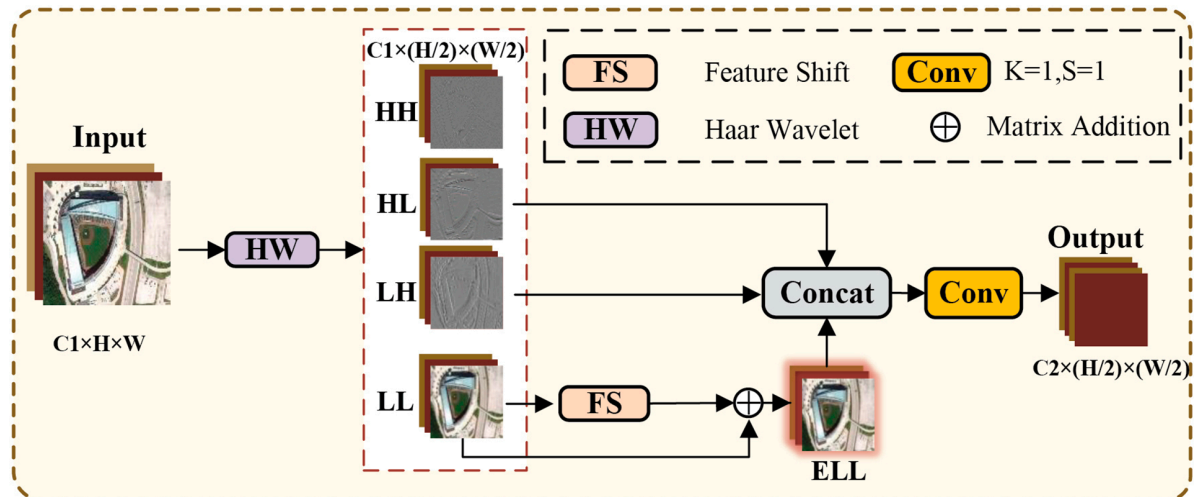 C1×(H/2)×(W/2)
FS Feature Shift Conv K=1,S=1
HW Haar Wavelet Matrix Addition
Input
HH
HL
LH
LL
HW
C1×H×W
FS
Concat
Conv
Output
C2×(H/2)×(W/2)
ELL